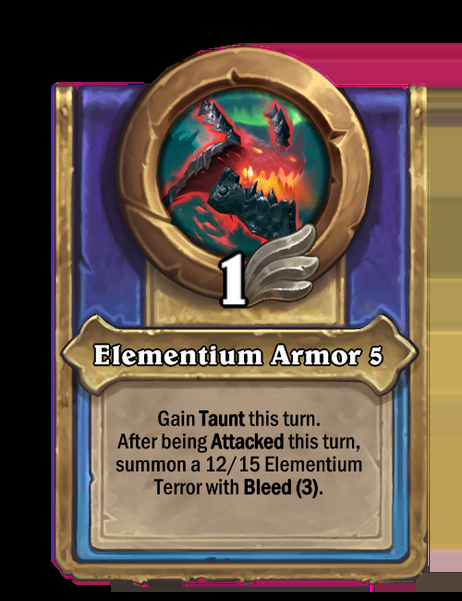 1
Elementium Armor 5
Gain Taunt this turn.
After being Attacked this turn,
summon a 12/15 Elementium
Terror with Bleed (3).